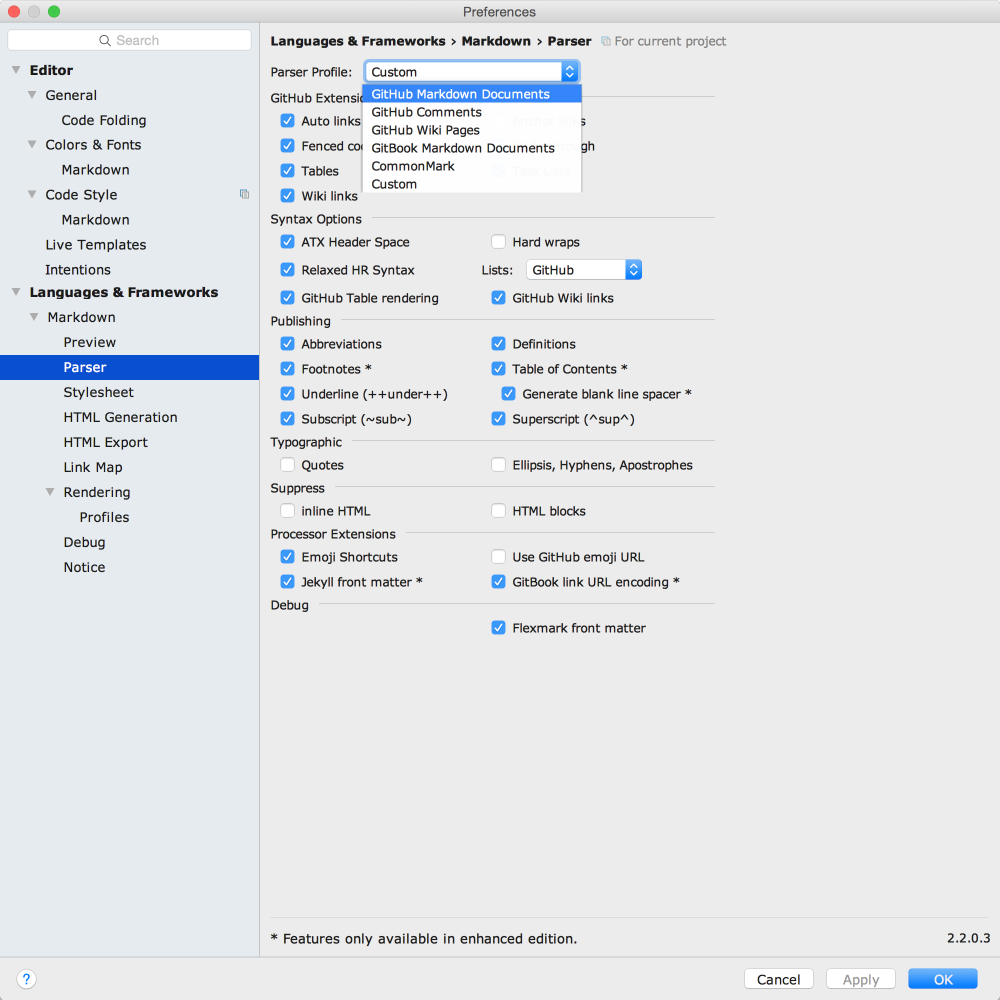 Preferences
Search
Editor
General
Code Folding
Colors & Fonts
Markdown
Code Style
Markdown
Live Templates
Intentions
Languages & Frameworks
Markdown
Preview
Parser
Stylesheet
HTML Generation
HTML Export
Link Map
Rendering
Profiles
Debug
Notice
Languages & Frameworks › Markdown › Parser For current project
Parser Profile: Custom
GitHub Markdown Documents
GitHub Comments
GitHub Wiki Pages
GitBook Markdown Documents
CommonMark
Custom
Auto links
Tables
Wiki links
Syntax Options
ATX Header Space Hard wraps
Relaxed HR Syntax Lists: GitHub
GitHub Table rendering GitHub Wiki links
Publishing
Abbreviations Definitions
Footnotes * Table of Contents *
Underline (++under++) Generate blank line spacer *
Subscript (~sub~) Superscript (^sup^)
Typographic
Quotes Ellipsis, Hyphens, Apostrophes
Suppress
inline HTML HTML blocks
Processor Extensions
Emoji Shortcuts Use GitHub emoji URL
Jekyll front matter * GitBook link URL encoding *
Debug
Flexmark front matter
* Features only available in enhanced edition. 2.2.0.3
? Cancel Apply OK